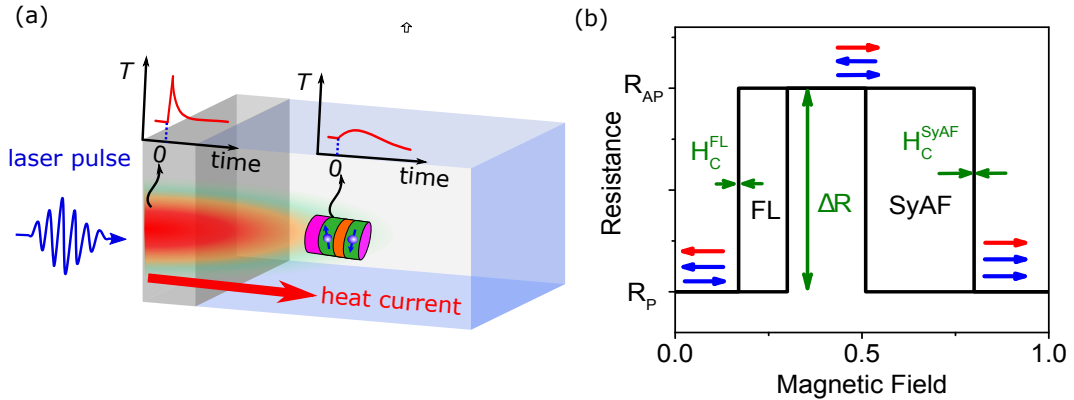 (a)
T
T
laser pulse
0
time
0
time
heat current
(b)
Resistance
R_AP
R_P
H_C^FL
FL
ΔR
SyAF
H_C^SyAF
0.0
0.5
1.0
Magnetic Field